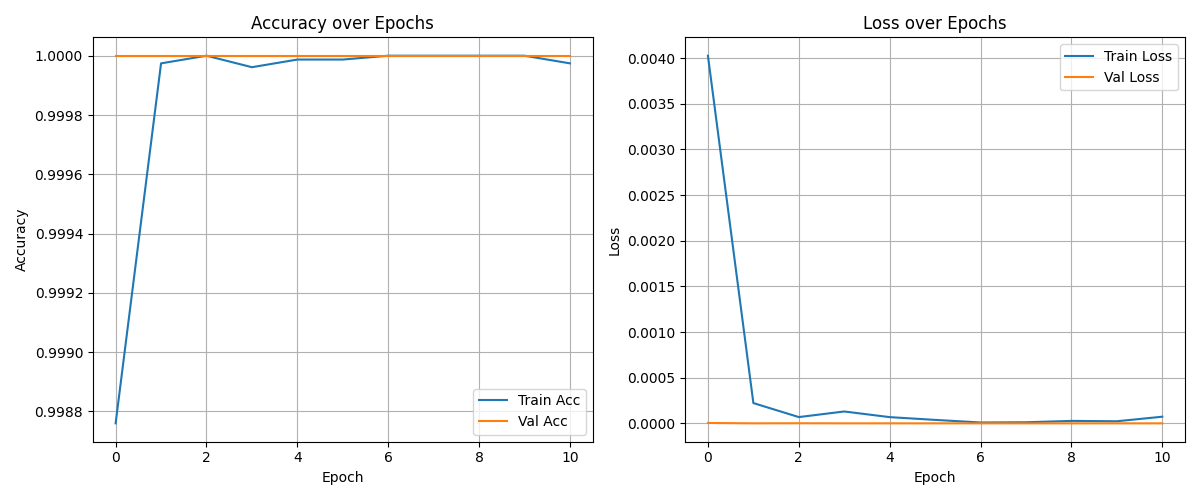 Accuracy over Epochs
1.0000
0.9998
0.9996
0.9994
0.9992
0.9990
0.9988
Accuracy
0 2 4 6 8 10
Epoch
Train Acc
Val Acc
Loss over Epochs
0.0040
0.0035
0.0030
0.0025
0.0020
0.0015
0.0010
0.0005
0.0000
Loss
0 2 4 6 8 10
Epoch
Train Loss
Val Loss